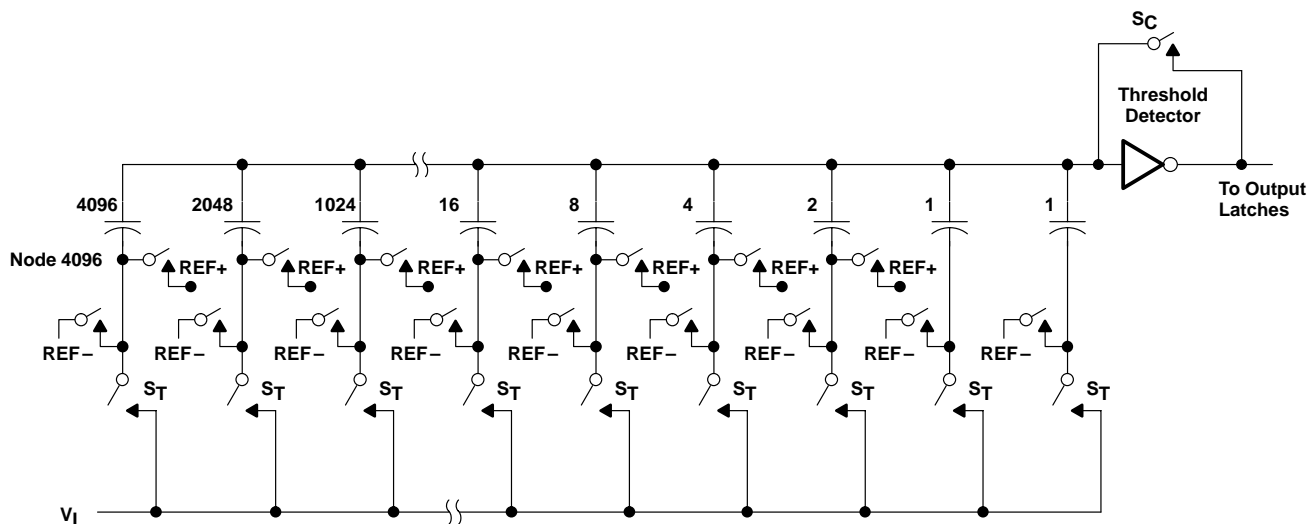 SC
Threshold
Detector
To Output
Latches
4096
2048
1024
16
8
4
2
1
1
Node 4096
REF+
REF+
REF+
REF+
REF+
REF+
REF+
REF−
REF−
REF−
REF−
REF−
REF−
REF−
REF−
REF−
ST
ST
ST
ST
ST
ST
ST
ST
ST
VI